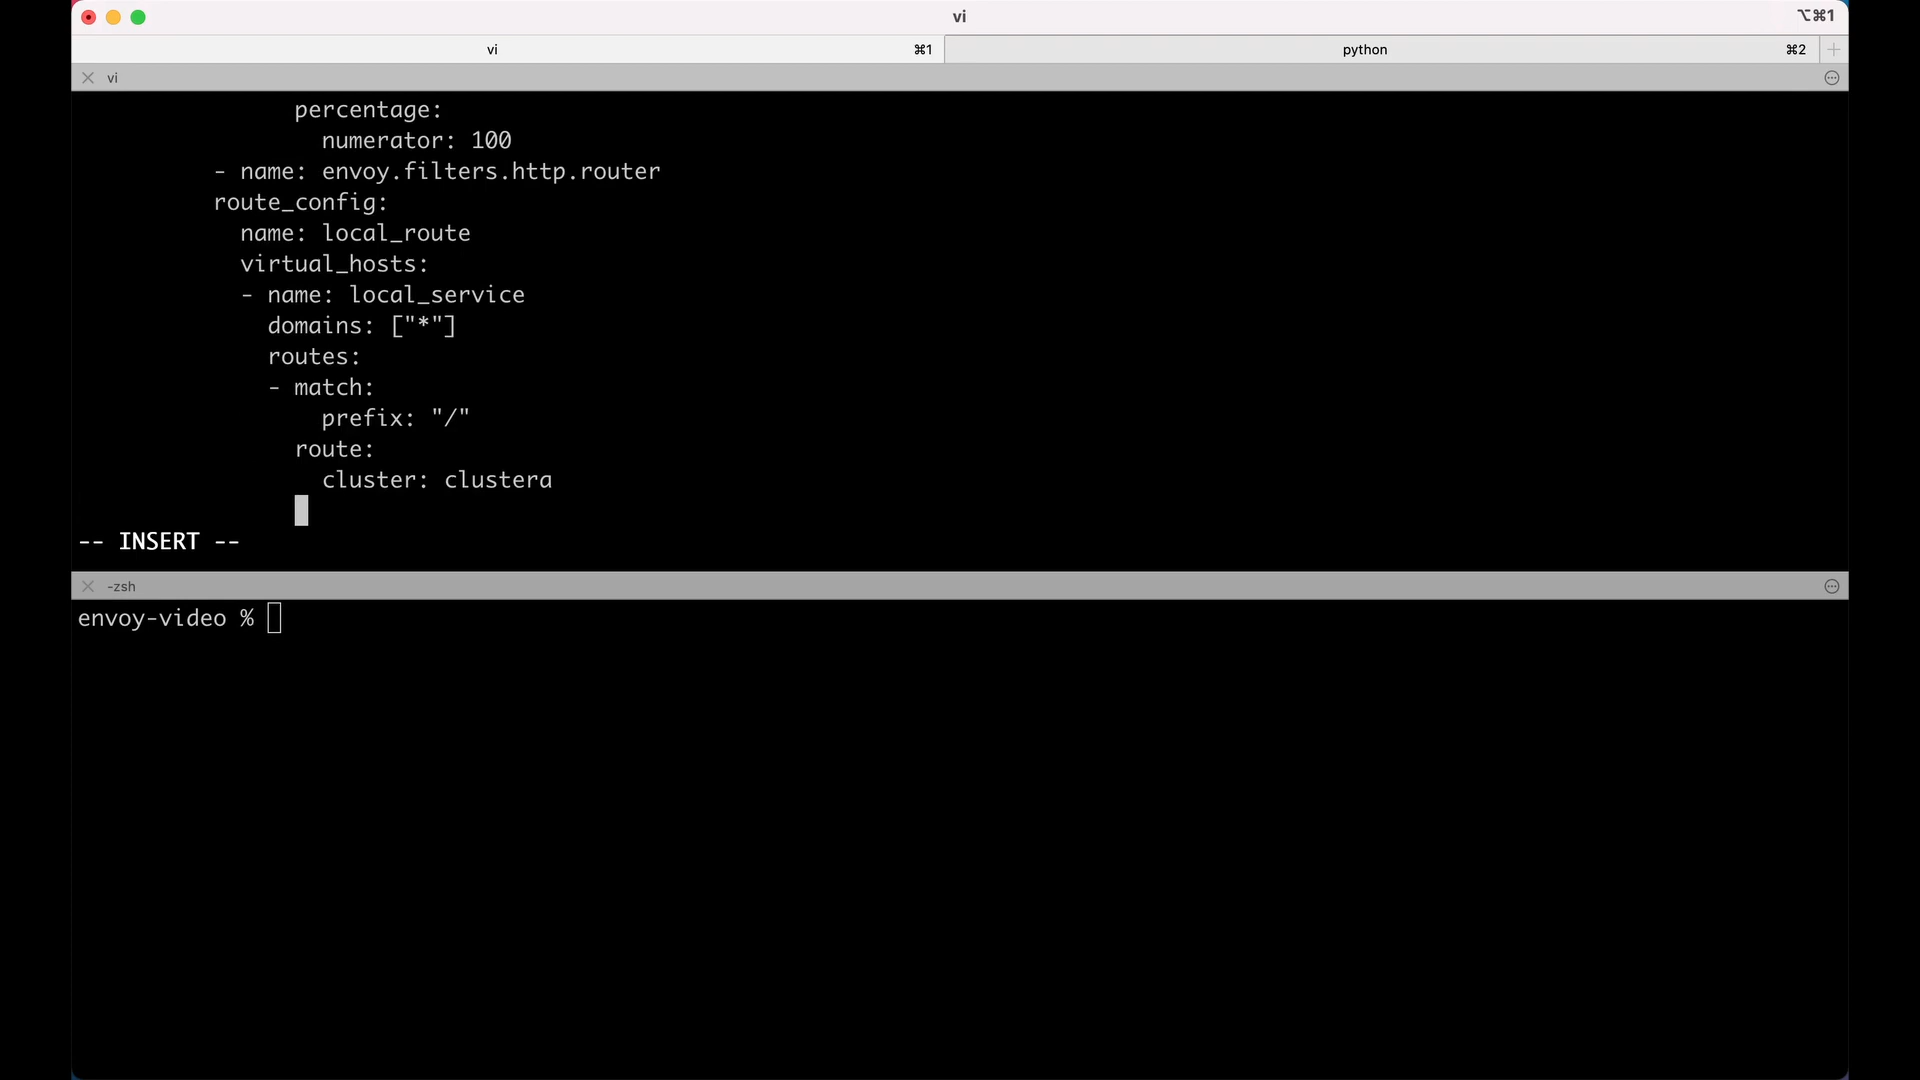 vi
⌥⌘1
vi ⌘1 python ⌘2 +
vi
percentage:
numerator: 100
- name: envoy.filters.http.router
route_config:
name: local_route
virtual_hosts:
- name: local_service
domains: ["*"]
routes:
- match:
prefix: "/"
route:
cluster: clustera
-- INSERT --
-zsh
envoy-video %